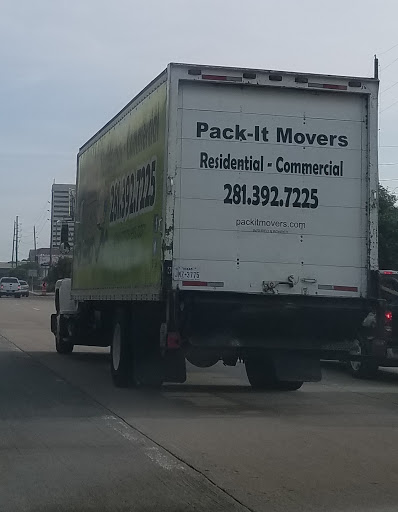 Pack-It Movers
Residential - Commercial
281.392.7225
packitmovers.com
281.392.7225